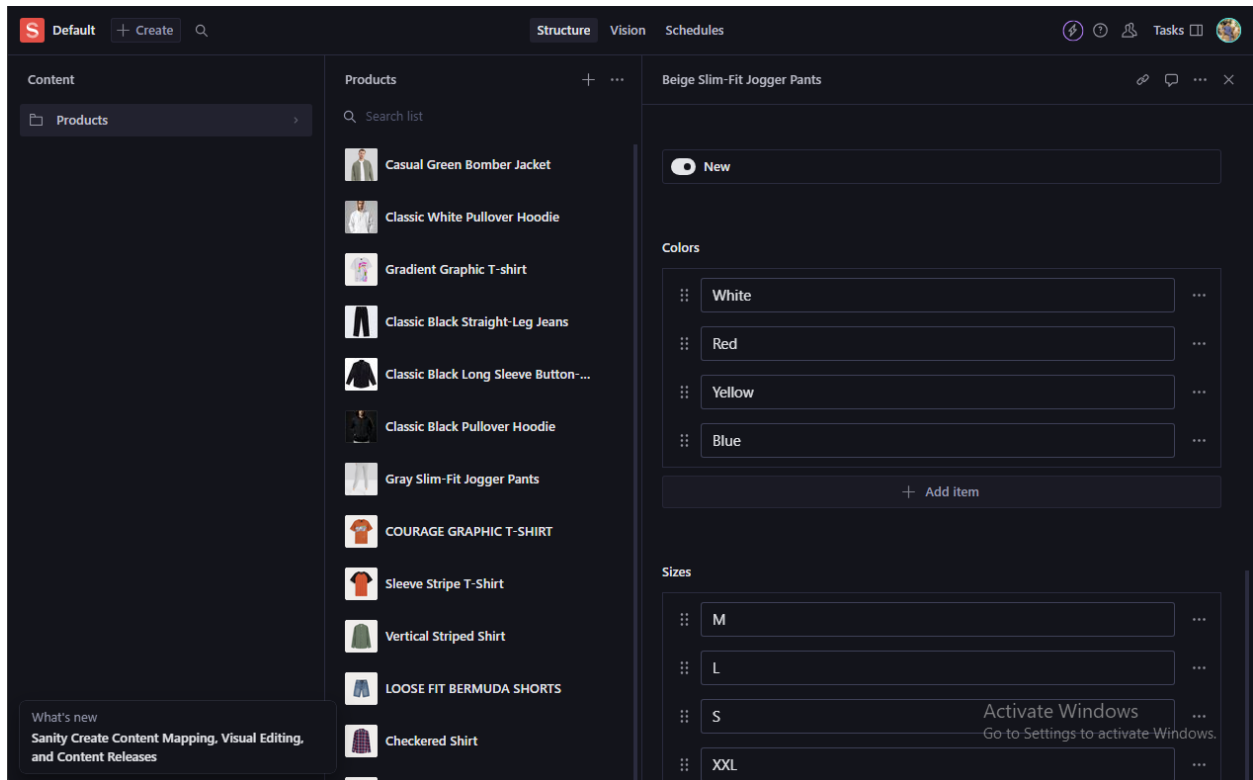 S Default + Create
Structure Vision Schedules
Tasks
Content
Products
What's new
Sanity Create Content Mapping, Visual Editing,
and Content Releases
Products
Search list
Casual Green Bomber Jacket
Classic White Pullover Hoodie
Gradient Graphic T-shirt
Classic Black Straight-Leg Jeans
Classic Black Long Sleeve Button-...
Classic Black Pullover Hoodie
Gray Slim-Fit Jogger Pants
COURAGE GRAPHIC T-SHIRT
Sleeve Stripe T-Shirt
Vertical Striped Shirt
LOOSE FIT BERMUDA SHORTS
Checkered Shirt
Beige Slim-Fit Jogger Pants
New
Colors
White
Red
Yellow
Blue
+ Add item
Sizes
M
L
S
XXL
Activate Windows
Go to Settings to activate Windows.